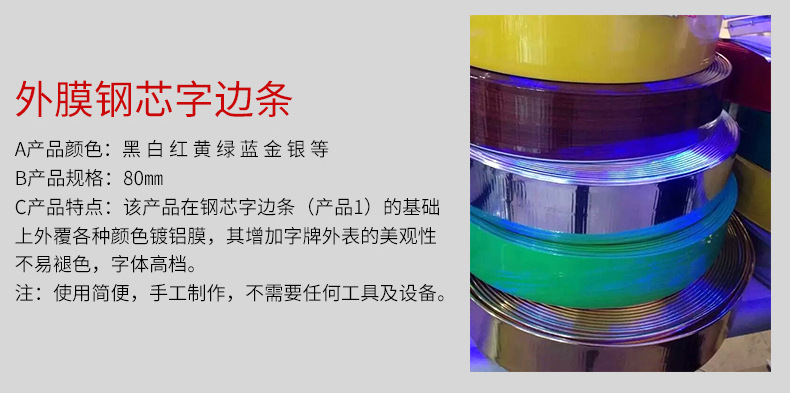 外膜钢芯字边条
A产品颜色：黑 白 红 黄 绿 蓝 金 银 等
B产品规格：80mm
C产品特点：该产品在钢芯字边条（产品1）的基础
上外覆各种颜色镀铝膜，其增加字牌外表的美观性
不易褪色，字体高档。
注：使用简便，手工制作，不需要任何工具及设备。